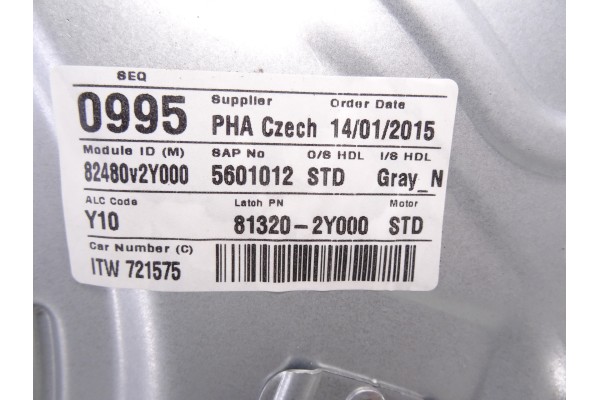 SEQ
0995
Supplier Order Date
PHA Czech 14/01/2015
Module ID (M) SAP No O/S HDL I/S HDL
82480v2Y000 5601012 STD Gray_N
ALC Code Latch PN Motor
Y10 81320-2Y000 STD
Car Number (C)
ITW 721575